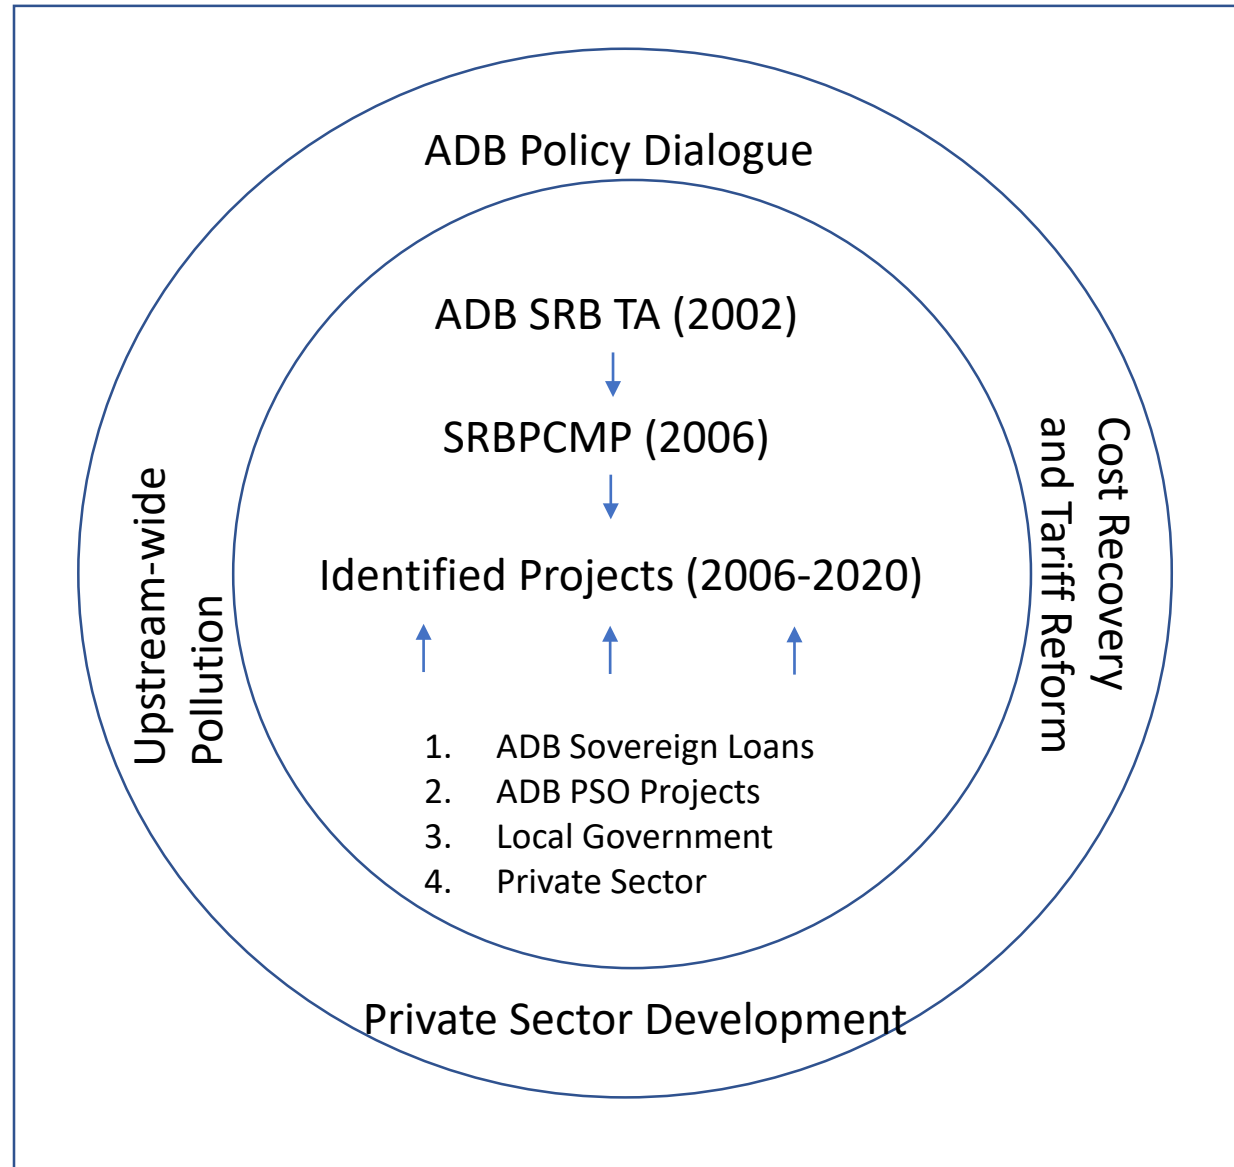 ADB Policy Dialogue
ADB SRB TA (2002)
SRBPCMP (2006)
Identified Projects (2006-2020)
1. ADB Sovereign Loans
2. ADB PSO Projects
3. Local Government
4. Private Sector
Upstream-wide
Pollution
Cost Recovery
and Tariff Reform
Private Sector Development